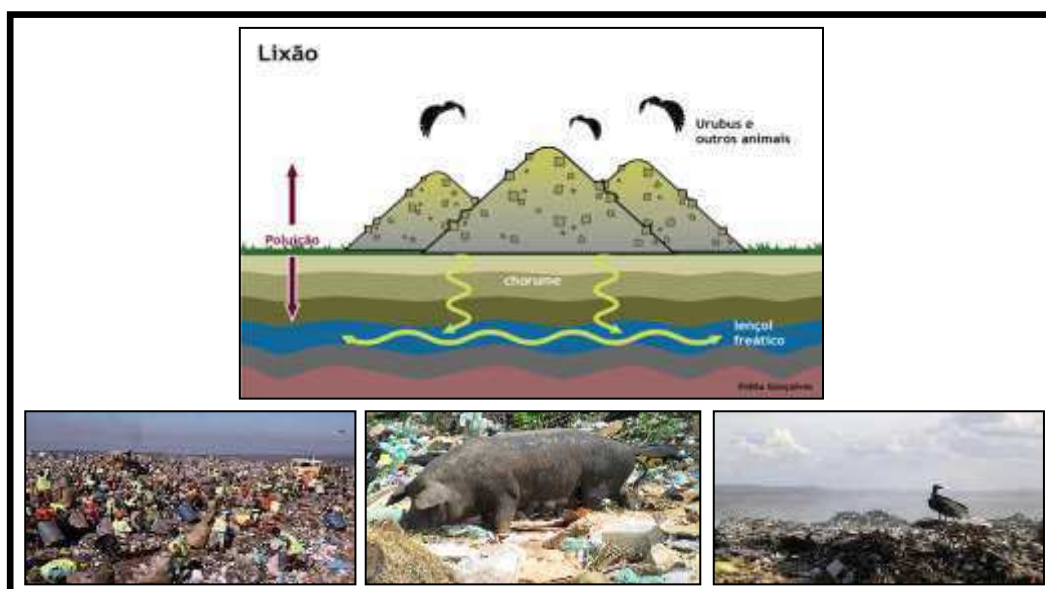 Lixão
Urubus e
outros animais
Poluição
chorume
lençol
freático